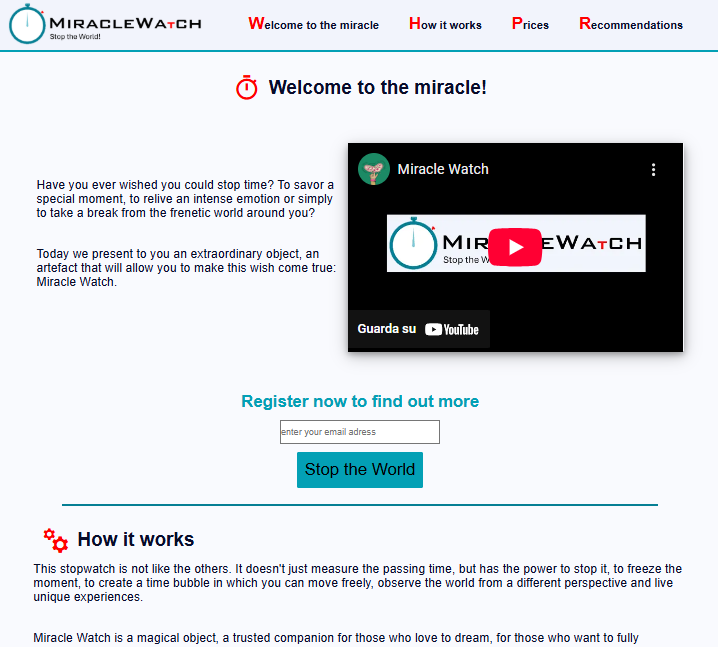 MiracleWatch
Stop the World!
Welcome to the miracle
How it works
Prices
Recommendations
Welcome to the miracle!
Have you ever wished you could stop time? To savor a
special moment, to relive an intense emotion or simply
to take a break from the frenetic world around you?
Today we present to you an extraordinary object, an
artefact that will allow you to make this wish come true:
Miracle Watch.
Miracle Watch
MiracleWatch
Stop the W
Guarda su YouTube
Register now to find out more
enter your email adress
Stop the World
How it works
This stopwatch is not like the others. It doesn't just measure the passing time, but has the power to stop it, to freeze the
moment, to create a time bubble in which you can move freely, observe the world from a different perspective and live
unique experiences.
Miracle Watch is a magical object, a trusted companion for those who love to dream, for those who want to fully